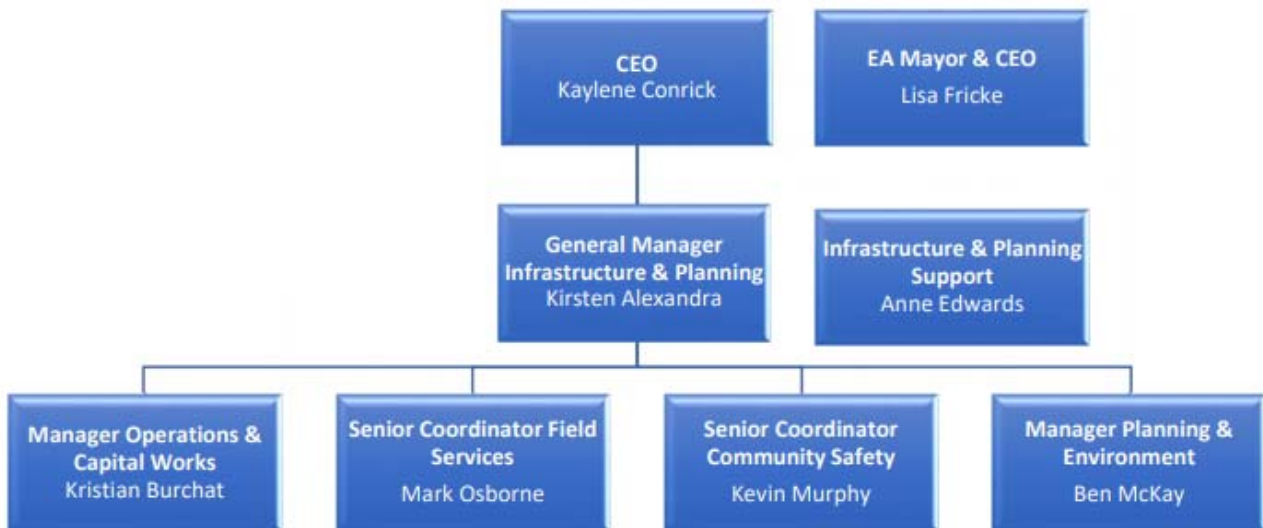 CEO
Kaylene Conrick
EA Mayor & CEO
Lisa Fricke
General Manager
Infrastructure & Planning
Kirsten Alexandra
Infrastructure & Planning
Support
Anne Edwards
Manager Operations &
Capital Works
Kristian Burchat
Senior Coordinator Field
Services
Mark Osborne
Senior Coordinator
Community Safety
Kevin Murphy
Manager Planning &
Environment
Ben McKay